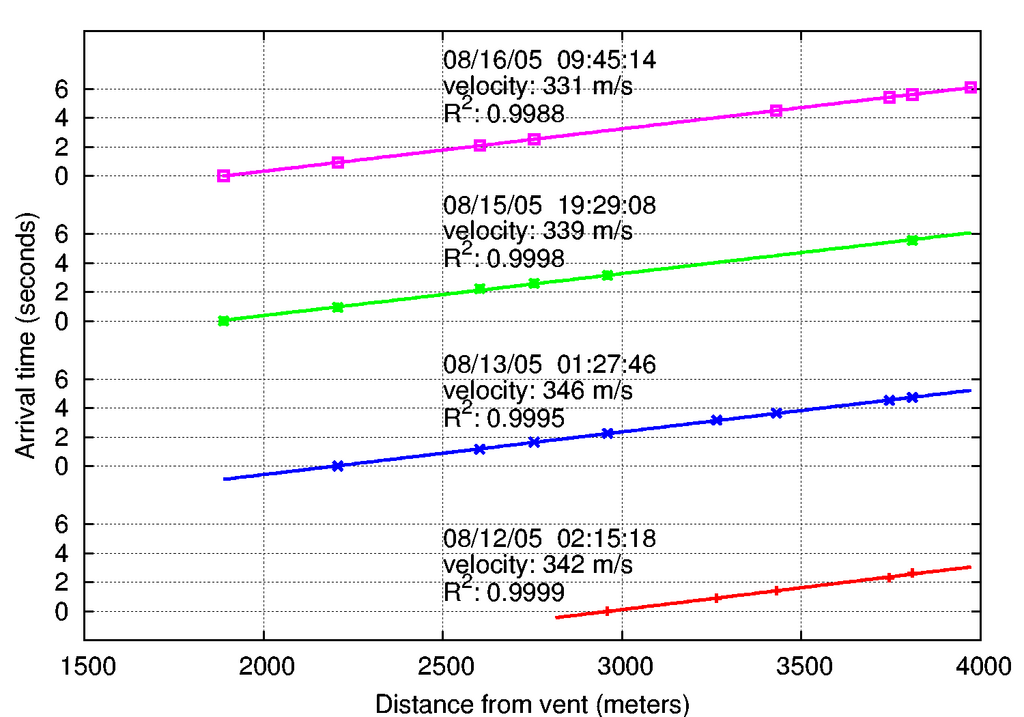 08/16/05 09:45:14
velocity: 331 m/s
R2: 0.9988
6
4
2
0
08/15/05 19:29:08
velocity: 339 m/s
R2: 0.9998
6
4
2
0
08/13/05 01:27:46
velocity: 346 m/s
R2: 0.9995
6
4
2
0
08/12/05 02:15:18
velocity: 342 m/s
R2: 0.9999
6
4
2
0
Arrival time (seconds)
1500 2000 2500 3000 3500 4000
Distance from vent (meters)